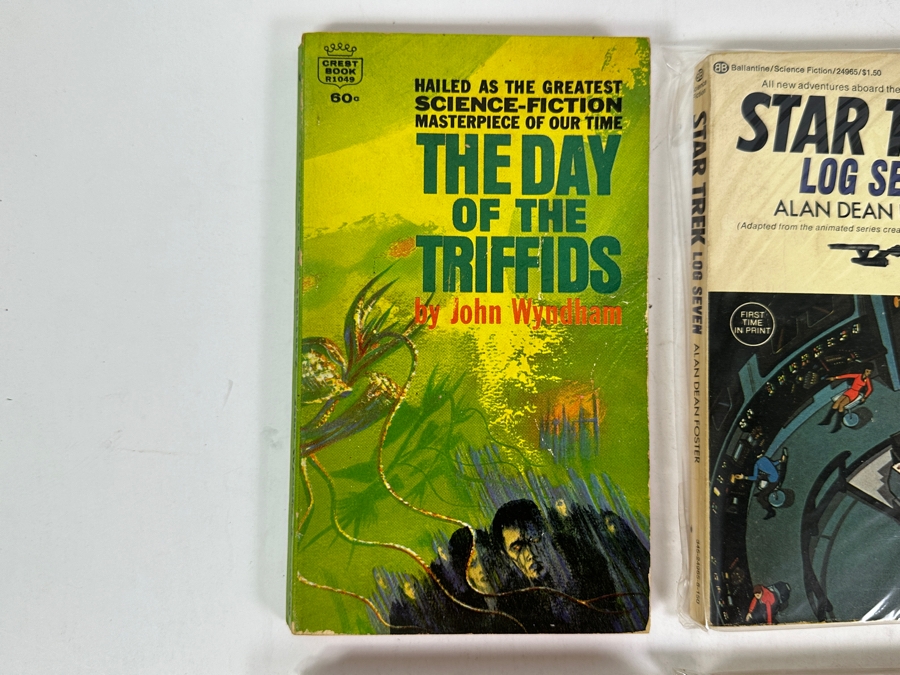 CREST
BOOK
R1049
60c
HAILED AS THE GREATEST
SCIENCE-FICTION
MASTERPIECE OF OUR TIME
THE DAY
OF THE
TRIFFIDS
by John Wyndham
BB Ballantine/Science Fiction/24965/$1.50
All new adventures aboard the
STAR T
LOG SE
ALAN DEAN
(Adapted from the animated series crea
FIRST
TIME
IN PRINT
STAR TREK LOG SEVEN ALAN DEAN FOSTER